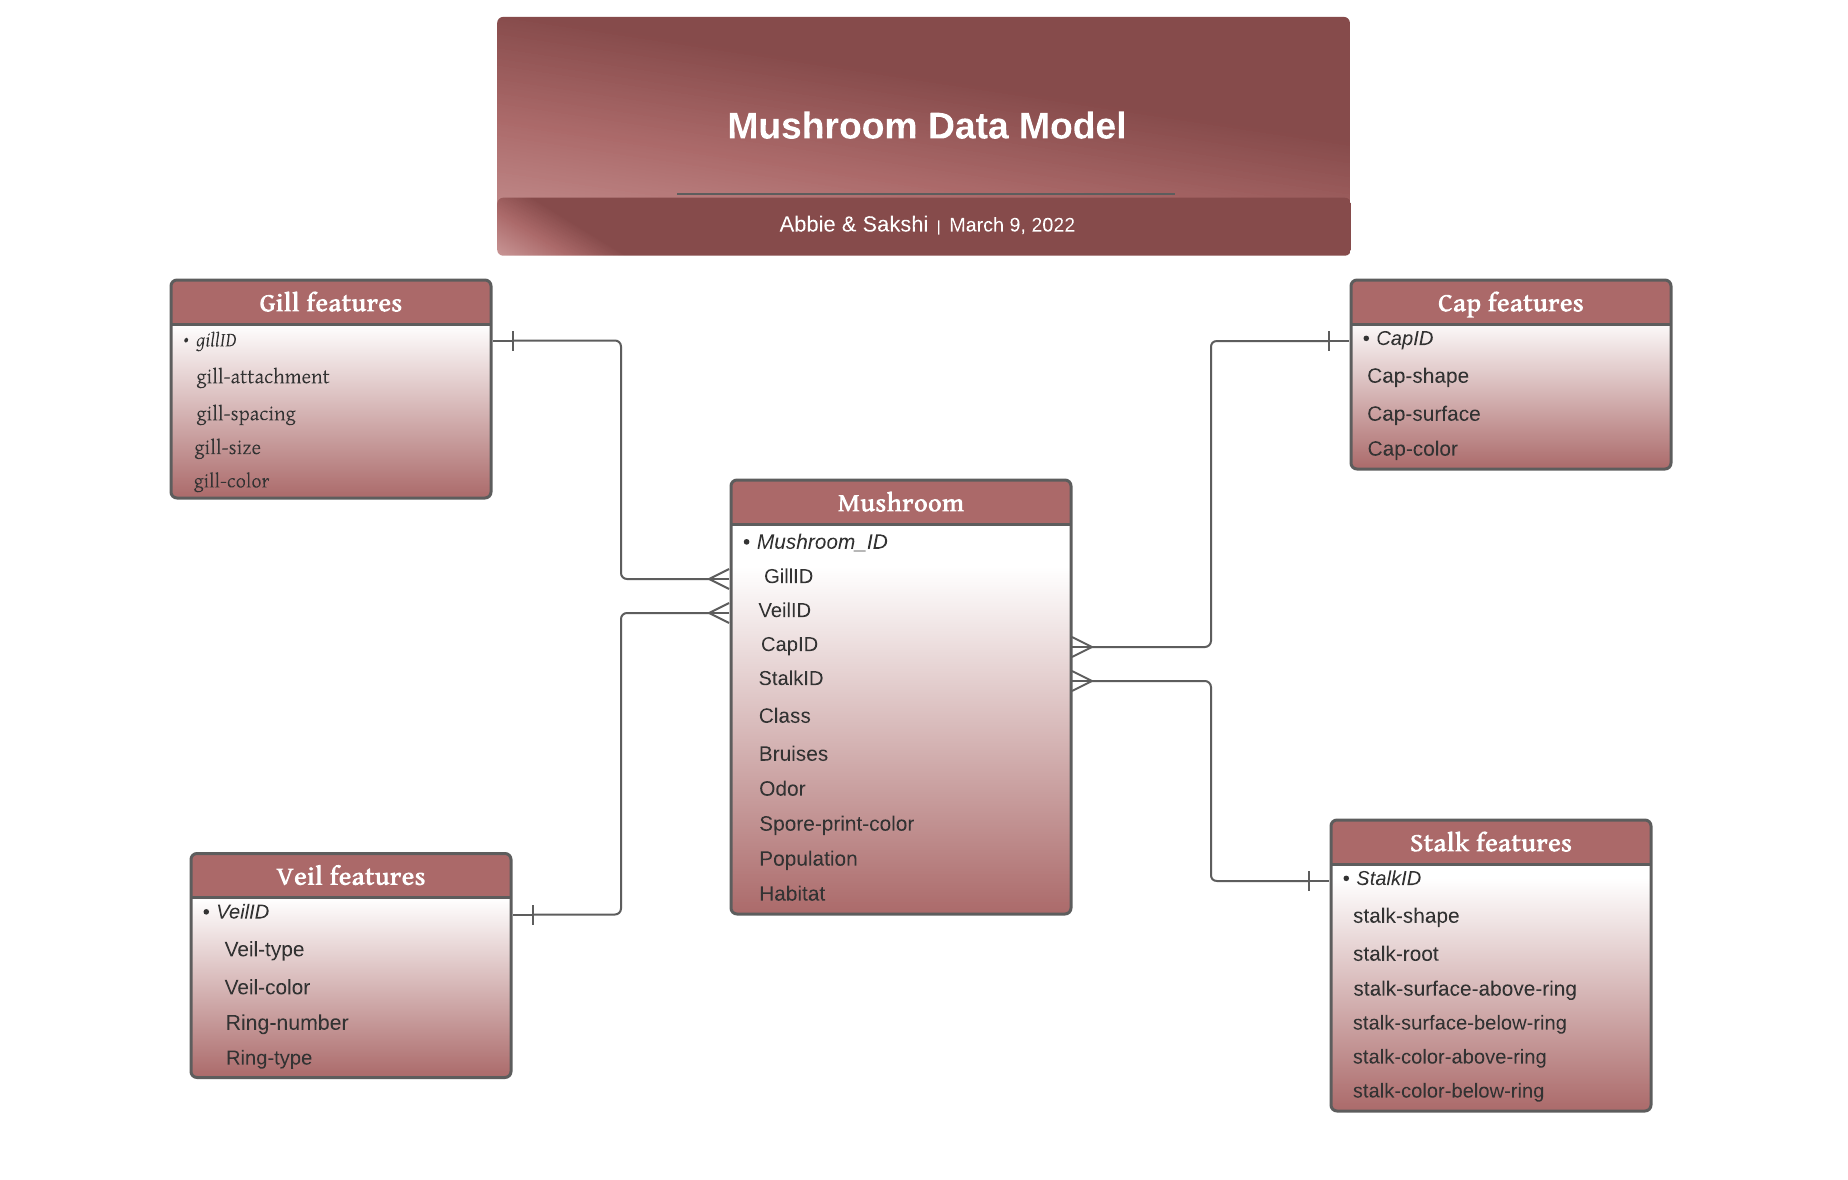 Mushroom Data Model
Abbie & Sakshi | March 9, 2022
Gill features
• gillID
gill-attachment
gill-spacing
gill-size
gill-color
Cap features
• CapID
Cap-shape
Cap-surface
Cap-color
Mushroom
• Mushroom_ID
GillID
VeilID
CapID
StalkID
Class
Bruises
Odor
Spore-print-color
Population
Habitat
Veil features
• VeilID
Veil-type
Veil-color
Ring-number
Ring-type
Stalk features
• StalkID
stalk-shape
stalk-root
stalk-surface-above-ring
stalk-surface-below-ring
stalk-color-above-ring
stalk-color-below-ring